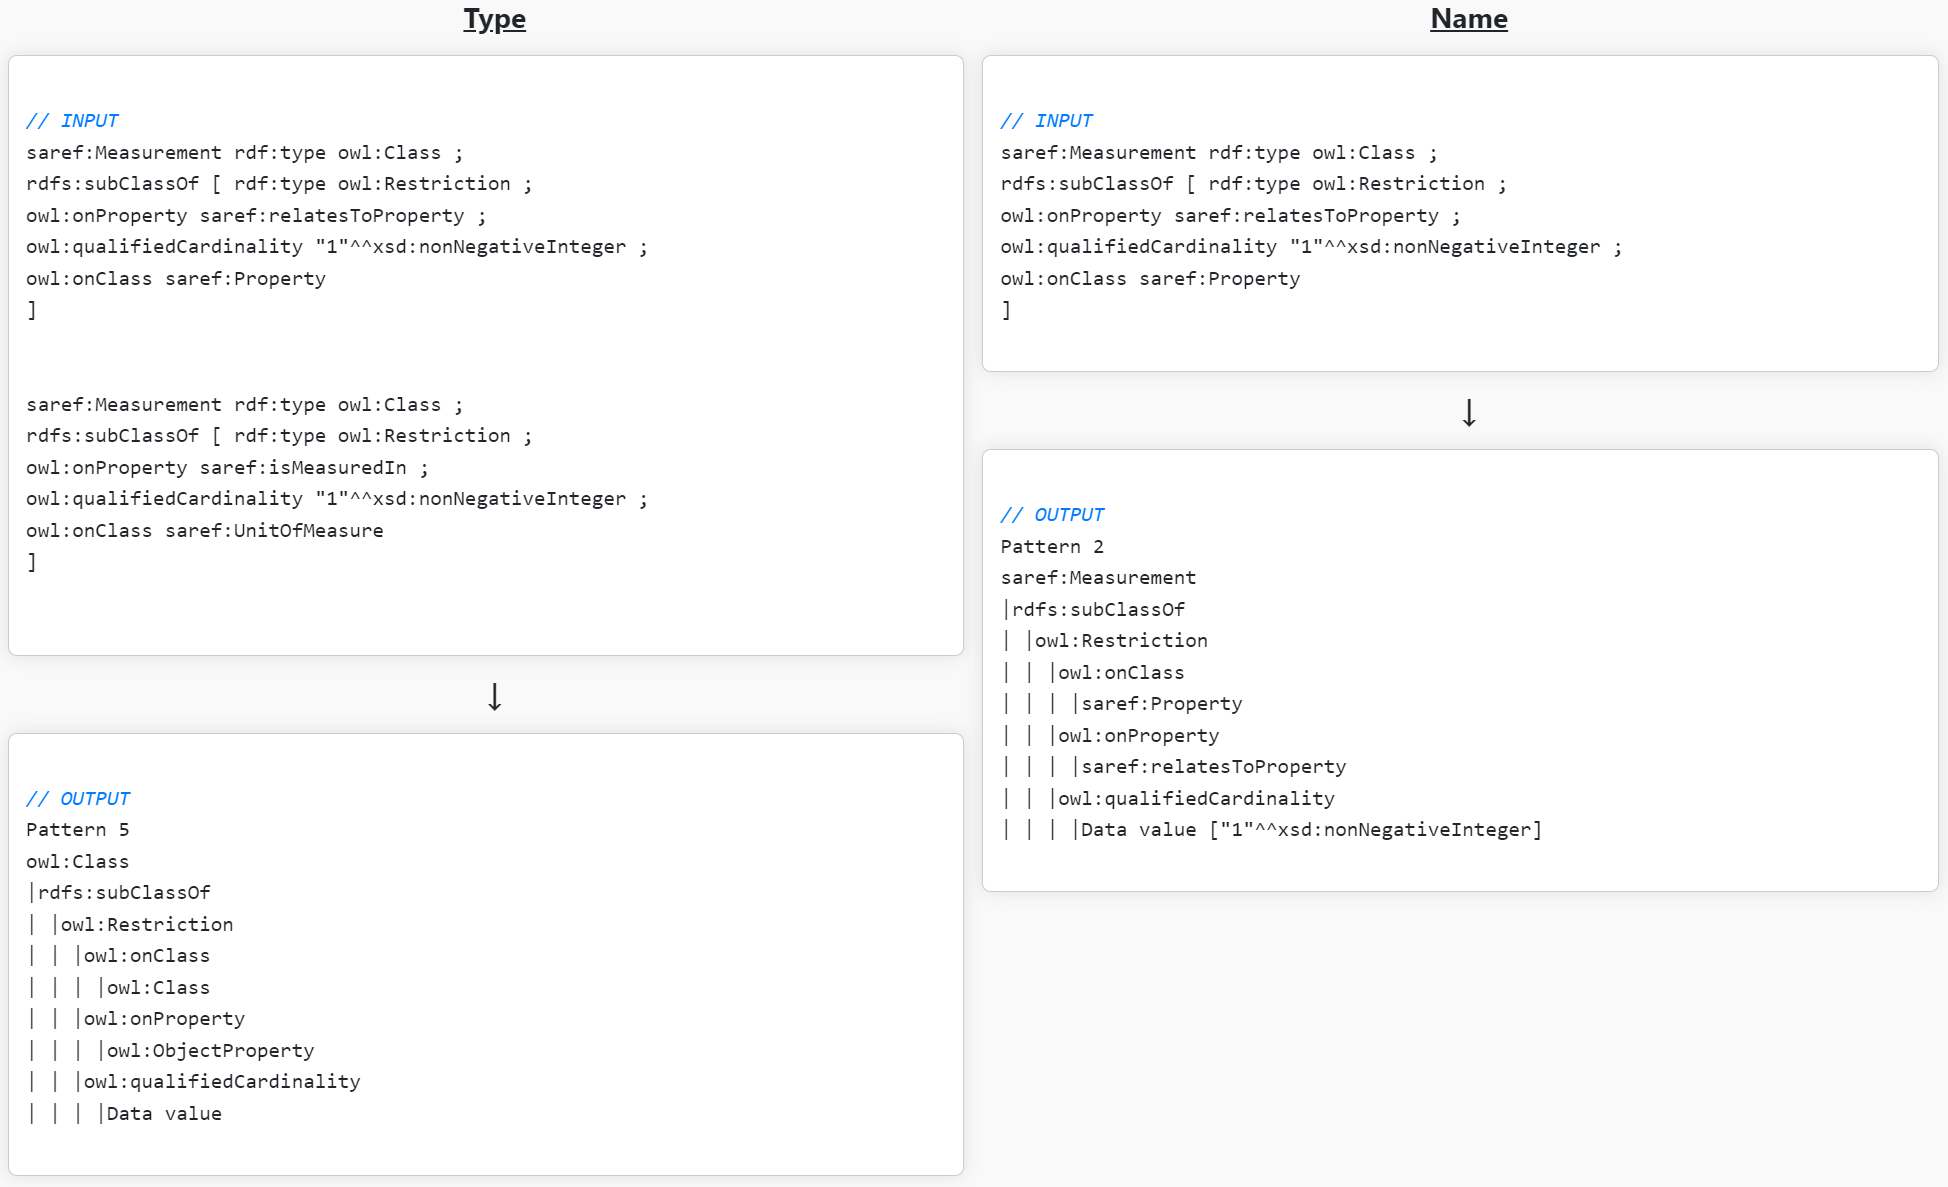 Type
// INPUT
saref:Measurement rdf:type owl:Class ;
rdfs:subClassOf [ rdf:type owl:Restriction ;
owl:onProperty saref:relatesToProperty ;
owl:qualifiedCardinality "1"^^xsd:nonNegativeInteger ;
owl:onClass saref:Property
]
saref:Measurement rdf:type owl:Class ;
rdfs:subClassOf [ rdf:type owl:Restriction ;
owl:onProperty saref:isMeasuredIn ;
owl:qualifiedCardinality "1"^^xsd:nonNegativeInteger ;
owl:onClass saref:UnitOfMeasure
]
↓
// OUTPUT
Pattern 5
owl:Class
|rdfs:subClassOf
| |owl:Restriction
| | |owl:onClass
| | | |owl:Class
| | |owl:onProperty
| | | |owl:ObjectProperty
| | |owl:qualifiedCardinality
| | | |Data value
Name
// INPUT
saref:Measurement rdf:type owl:Class ;
rdfs:subClassOf [ rdf:type owl:Restriction ;
owl:onProperty saref:relatesToProperty ;
owl:qualifiedCardinality "1"^^xsd:nonNegativeInteger ;
owl:onClass saref:Property
]
↓
// OUTPUT
Pattern 2
saref:Measurement
|rdfs:subClassOf
| |owl:Restriction
| | |owl:onClass
| | | |saref:Property
| | |owl:onProperty
| | | |saref:relatesToProperty
| | |owl:qualifiedCardinality
| | | |Data value ["1"^^xsd:nonNegativeInteger]